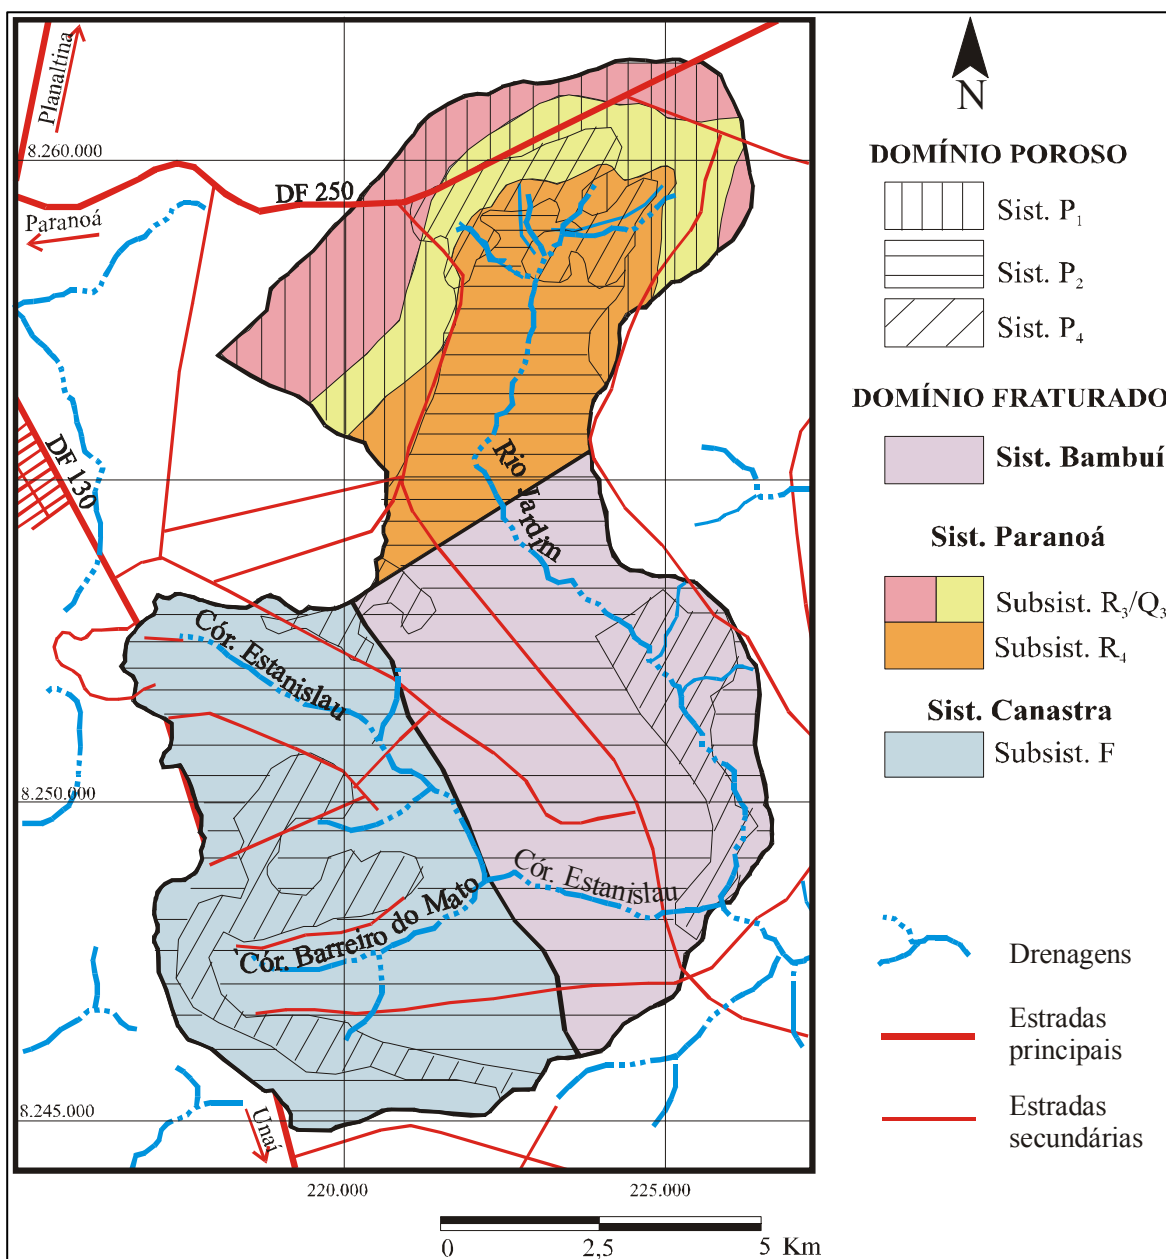 Planaltina
N
8.260.000
DF 250
Paranoá
DOMÍNIO POROSO
Sist. P₁
Sist. P₂
Sist. P₄
DOMÍNIO FRATURADO
Sist. Bambuí
Sist. Paranoá
Subsist. R₃/Q₃
Subsist. R₄
Sist. Canastra
Subsist. F
DF 130
Rio Jardim
Cór. Estanislau
8.250.000
Cór. Estanislau
Cór. Barreiro do Mato
Drenagens
Estradas
principais
Estradas
secundárias
8.245.000
Unaí
220.000
225.000
0 2,5 5 Km